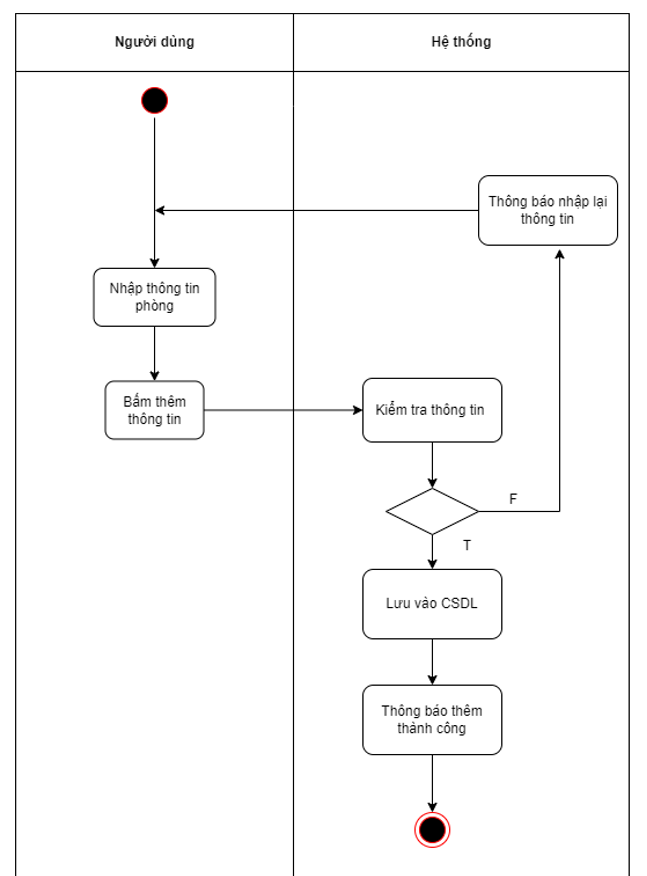 Người dùng
Hệ thống
Thông báo nhập lại
thông tin
Nhập thông tin
phòng
Bấm thêm
thông tin
Kiểm tra thông tin
F
T
Lưu vào CSDL
Thông báo thêm
thành công